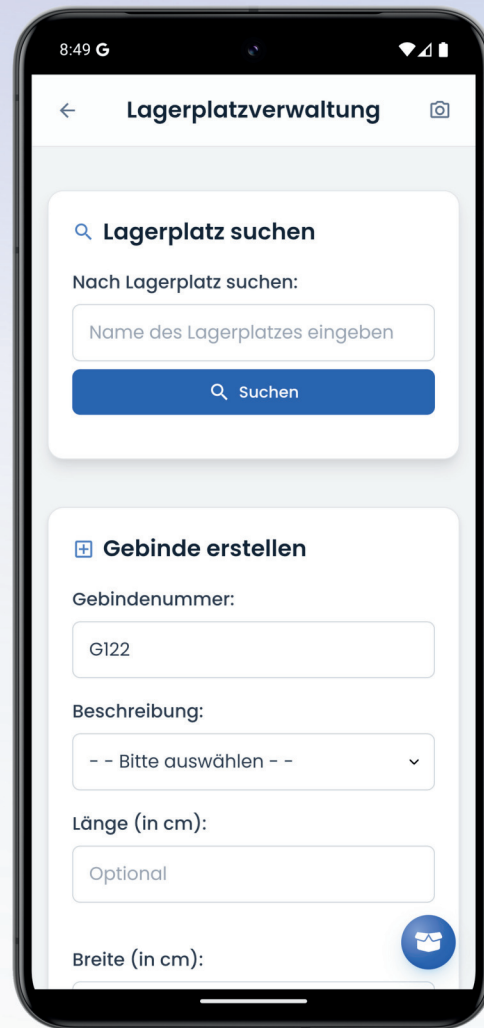 8:49 G
Lagerplatzverwaltung
Lagerplatz suchen
Nach Lagerplatz suchen:
Name des Lagerplatzes eingeben
Suchen
Gebinde erstellen
Gebindenummer:
G122
Beschreibung:
- - Bitte auswählen - -
Länge (in cm):
Optional
Breite (in cm):